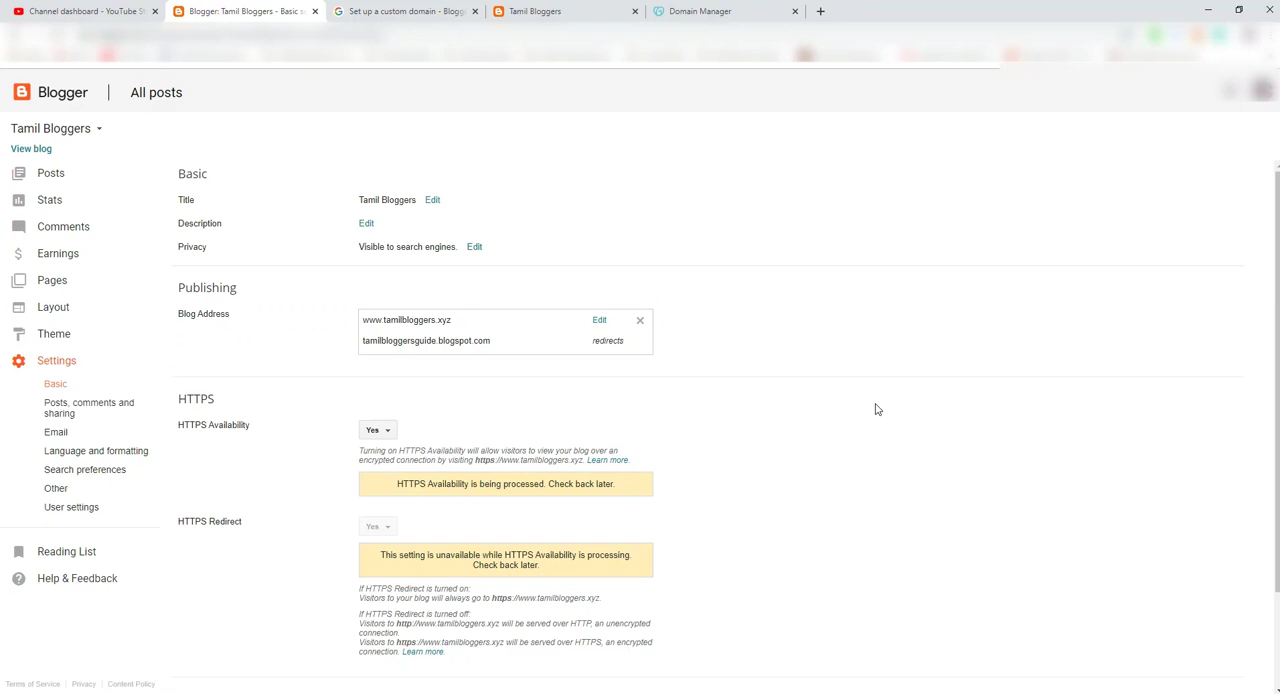 Channel dashboard - YouTube St
Blogger: Tamil Bloggers - Basic s
Set up a custom domain - Blogg
Tamil Bloggers
Domain Manager
Blogger
All posts
Tamil Bloggers
View blog
Posts
Stats
Comments
Earnings
Pages
Layout
Theme
Settings
Basic
Posts, comments and
sharing
Email
Language and formatting
Search preferences
Other
User settings
Reading List
Help & Feedback
Terms of Service | Privacy | Content Policy
Basic
Title
Tamil Bloggers Edit
Description
Edit
Privacy
Visible to search engines. Edit
Publishing
Blog Address
www.tamilbloggers.xyz Edit
tamilbloggersguide.blogspot.com redirects
HTTPS
HTTPS Availability
Yes
Turning on HTTPS Availability will allow visitors to view your blog over an
encrypted connection by visiting https://www.tamilbloggers.xyz. Learn more.
HTTPS Availability is being processed. Check back later.
HTTPS Redirect
Yes
This setting is unavailable while HTTPS Availability is processing.
Check back later.
If HTTPS Redirect is turned on:
Visitors to your blog will always go to https://www.tamilbloggers.xyz.
If HTTPS Redirect is turned off:
Visitors to http://www.tamilbloggers.xyz will be served over HTTP, an unencrypted
connection.
Visitors to https://www.tamilbloggers.xyz will be served over HTTPS, an encrypted
connection. Learn more.